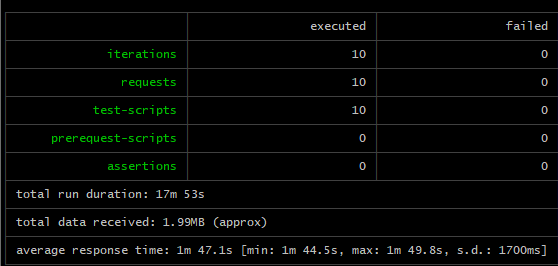 executed failed
iterations 10 0
requests 10 0
test-scripts 10 0
prerequest-scripts 0 0
assertions 0 0
total run duration: 17m 53s
total data received: 1.99MB (approx)
average response time: 1m 47.1s [min: 1m 44.5s, max: 1m 49.8s, s.d.: 1700ms]